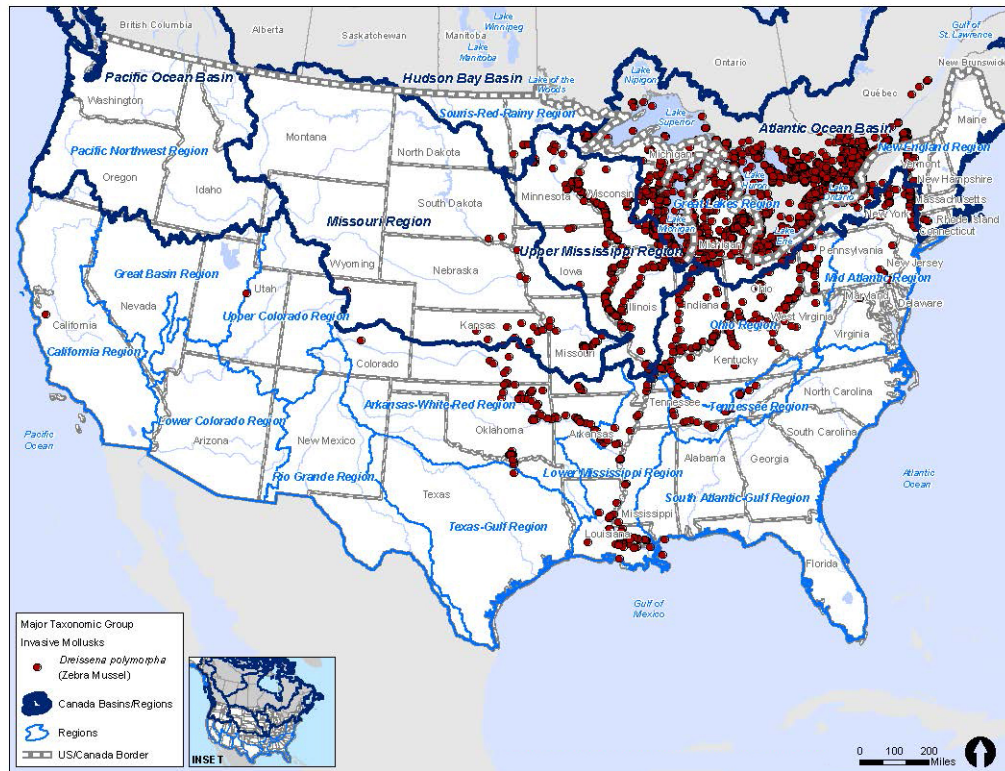 British Columbia
Alberta
Saskatchewan
Manitoba
Lake
Winnipeg
Lake
Manitoba
Ontario
Lake
Nipigon
Québec
Gulf of
St. Lawrence
New Brunswick
Pacific Ocean Basin
Hudson Bay Basin
Lake of the
Woods
Lake
Superior
Atlantic Ocean Basin
Washington
Montana
North Dakota
Souris-Red-Rainy Region
Michigan
Maine
Pacific Northwest Region
New England Region
Vermont
Oregon
Idaho
Minnesota
Wisconsin
Lake
Huron
Lake
Ontario
New Hampshire
South Dakota
Great Lakes Region
Massachusetts
New York
Rhode Island
Connecticut
Missouri Region
Lake
Michigan
Michigan
Lake
Erie
Wyoming
Upper Mississippi Region
Pennsylvania
New Jersey
Great Basin Region
Nebraska
Iowa
Mid Atlantic Region
Nevada
Utah
Illinois
Indiana
Ohio
Maryland
Delaware
California
Upper Colorado Region
Kansas
Ohio Region
West Virginia
Virginia
California Region
Colorado
Missouri
Kentucky
Lower Colorado Region
Arkansas-White-Red Region
Tennessee
Tennessee Region
North Carolina
Pacific
Ocean
Arizona
New Mexico
Oklahoma
Arkansas
South Carolina
Rio Grande Region
Lower Mississippi Region
Alabama
Georgia
Atlantic
Ocean
Texas
Mississippi
South Atlantic-Gulf Region
Texas-Gulf Region
Louisiana
Florida
Gulf of
Mexico
Major Taxonomic Group
Invasive Mollusks
Dreissena polymorpha
(Zebra Mussel)
Canada Basins/Regions
Regions
US/Canada Border
INSET
0 100 200
Miles